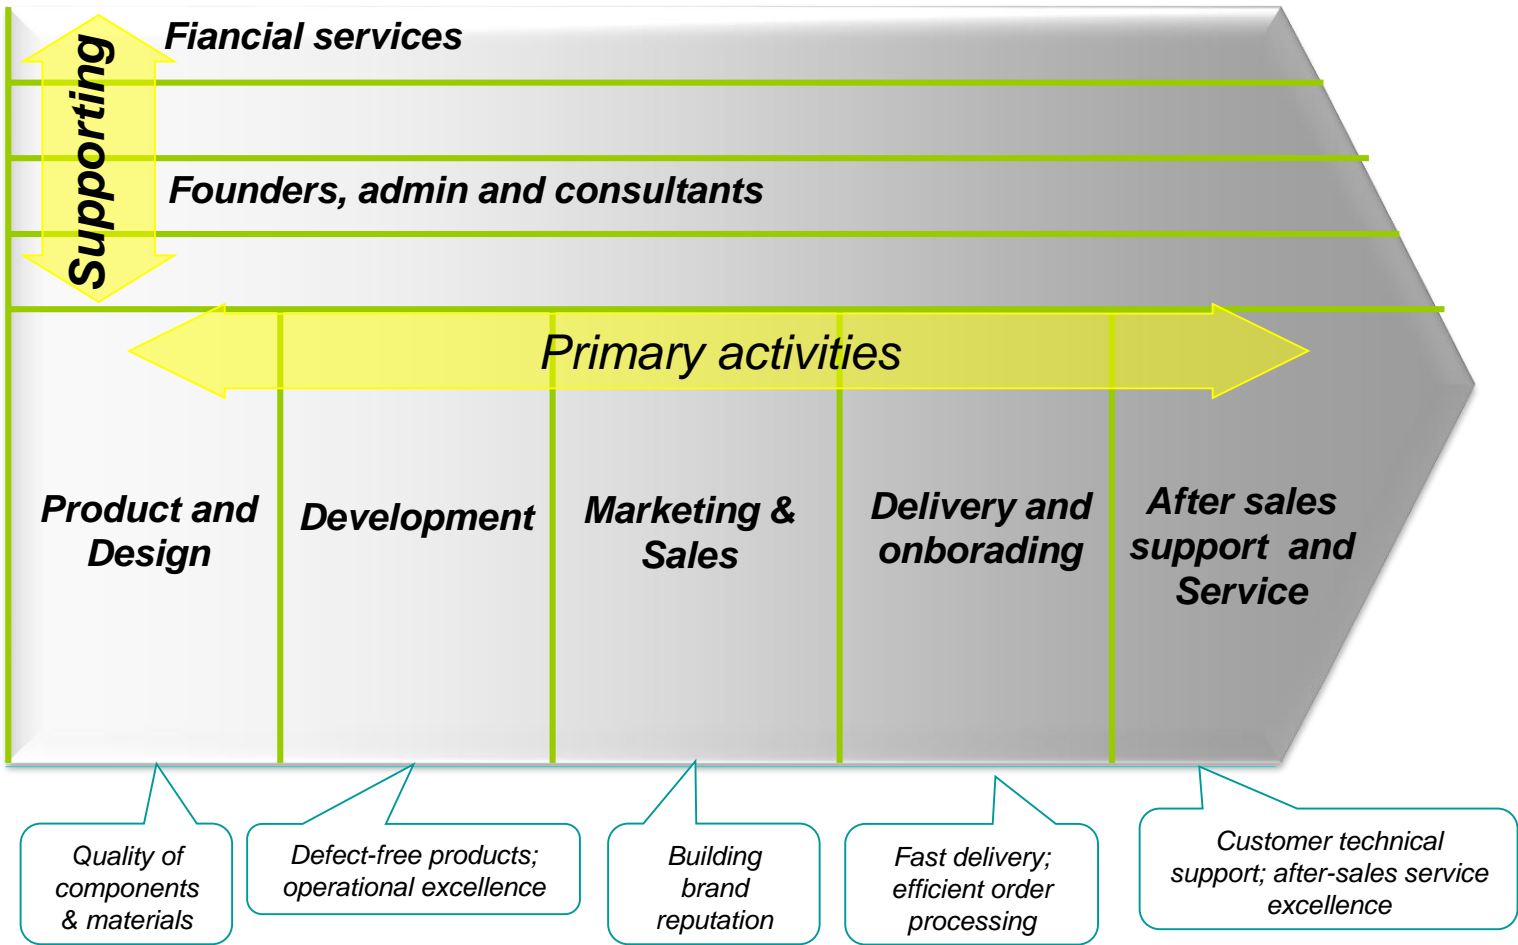 Fiancial services
Supporting
Founders, admin and consultants
Primary activities
Product and
Design
Development
Marketing &
Sales
Delivery and
onborading
After sales
support  and
Service
Quality of
components
& materials
Defect-free products;
operational excellence
Building
brand
reputation
Fast delivery;
efficient order
processing
Customer technical
support; after-sales service
excellence